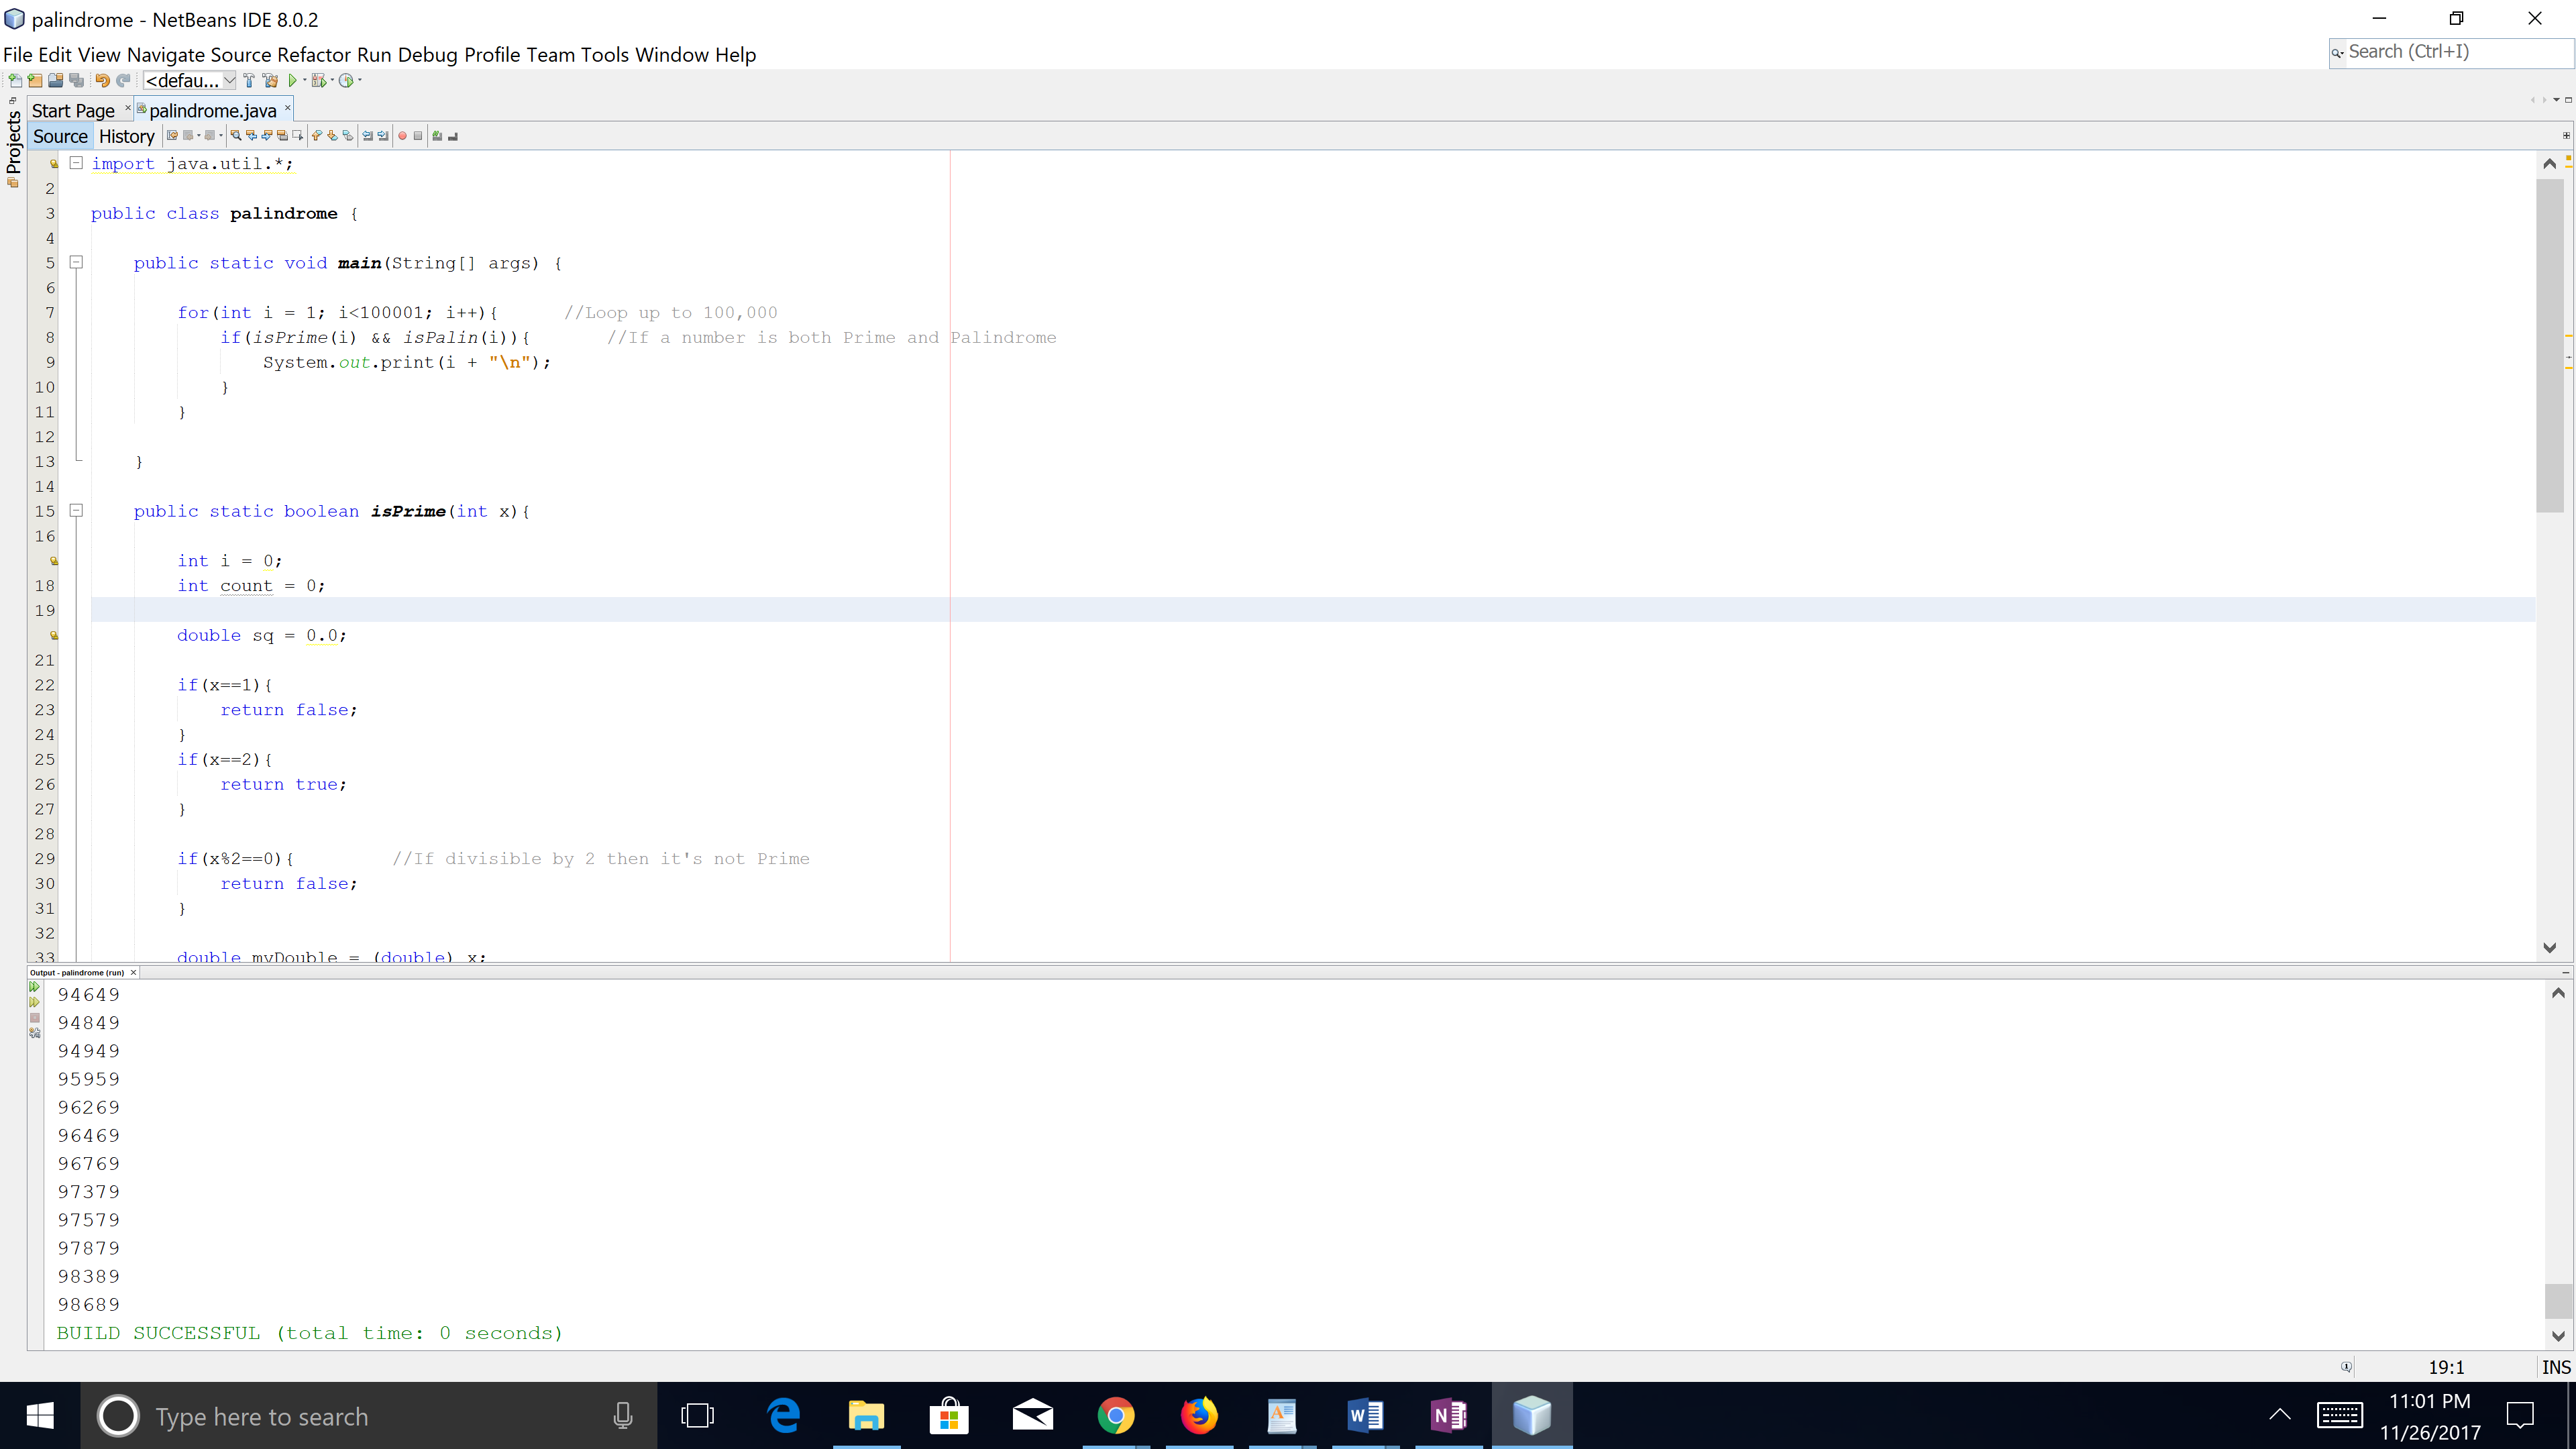 palindrome - NetBeans IDE 8.0.2
File Edit View Navigate Source Refactor Run Debug Profile Team Tools Window Help
Search (Ctrl+I)
<defau...
Projects
Start Page
palindrome.java
Source History
import java.util.*;
2
3 public class palindrome {
4
5 public static void main(String[] args) {
6
7 for(int i = 1; i<100001; i++){ //Loop up to 100,000
8 if(isPrime(i) && isPalin(i)){ //If a number is both Prime and Palindrome
9 System.out.print(i + "\n");
10 }
11 }
12
13 }
14
15 public static boolean isPrime(int x){
16
int i = 0;
18 int count = 0;
19
double sq = 0.0;
21
22 if(x==1){
23 return false;
24 }
25 if(x==2){
26 return true;
27 }
28
29 if(x%2==0){ //If divisible by 2 then it's not Prime
30 return false;
31 }
32
33 double myDouble = (double) x;
Output - palindrome (run)
94649
94849
94949
95959
96269
96469
96769
97379
97579
97879
98389
98689
BUILD SUCCESSFUL (total time: 0 seconds)
19:1 INS
Type here to search
11:01 PM
11/26/2017